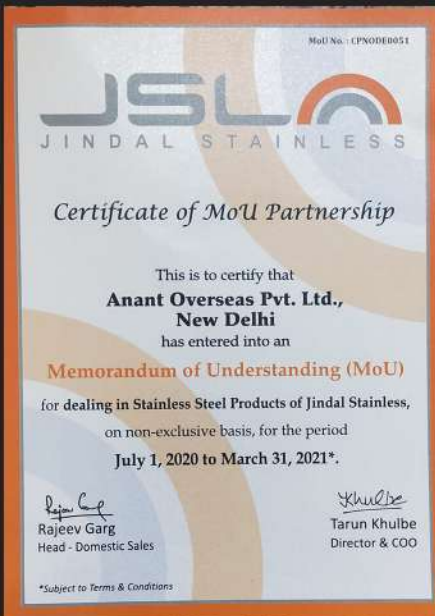 MoU No. : CPNODE0051
JSL
JINDAL STAINLESS
Certificate of MoU Partnership
This is to certify that
Anant Overseas Pvt. Ltd.,
New Delhi
has entered into an
Memorandum of Understanding (MoU)
for dealing in Stainless Steel Products of Jindal Stainless,
on non-exclusive basis, for the period
July 1, 2020 to March 31, 2021*.
Rajeev Garg
Head - Domestic Sales
Khulbe
Tarun Khulbe
Director & COO
*Subject to Terms & Conditions